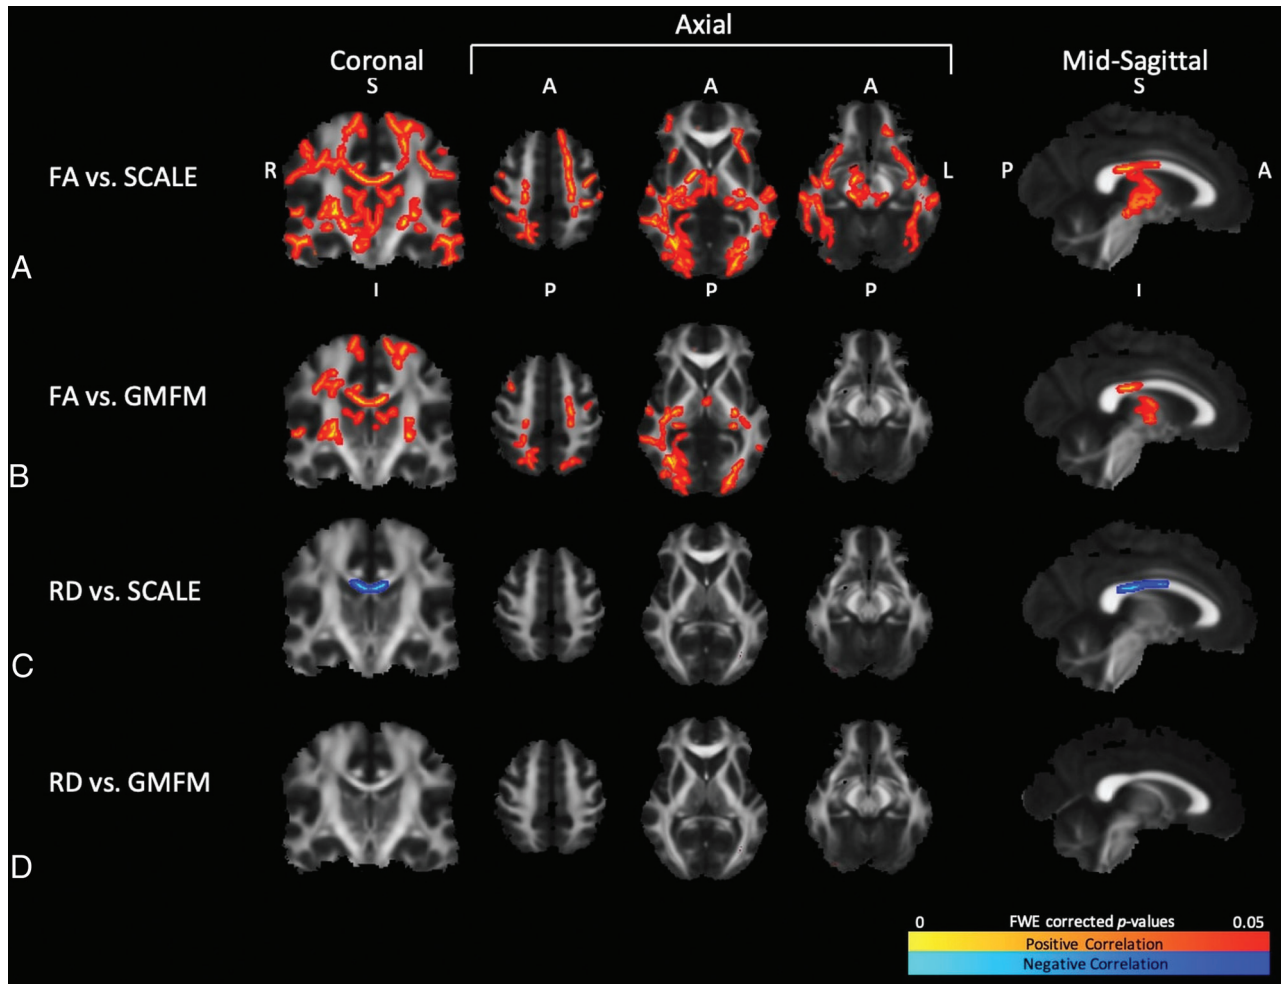 Axial
Coronal
Mid-Sagittal
S
A
A
A
S
FA vs. SCALE
R
L
P
A
A
I
P
P
P
I
FA vs. GMFM
B
RD vs. SCALE
C
RD vs. GMFM
D
0 FWE corrected p-values 0.05
Positive Correlation
Negative Correlation